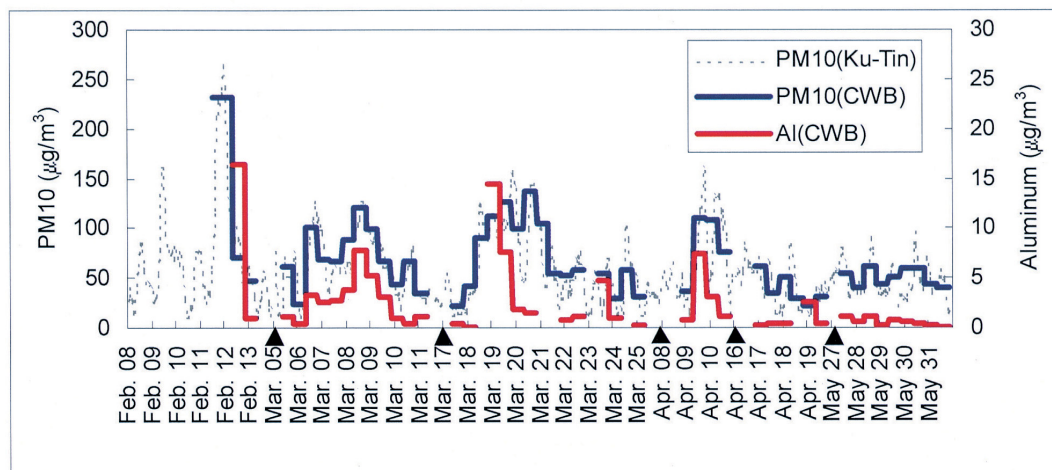 300
250
200
150
100
50
0
PM10 (μg/m³)
30
25
20
15
10
5
0
Aluminum (μg/m³)
PM10(Ku-Tin)
PM10(CWB)
Al(CWB)
Feb. 08
Feb. 09
Feb. 10
Feb. 11
Feb. 12
Feb. 13
Mar. 05
Mar. 06
Mar. 07
Mar. 08
Mar. 09
Mar. 10
Mar. 11
Mar. 17
Mar. 18
Mar. 19
Mar. 20
Mar. 21
Mar. 22
Mar. 23
Mar. 24
Mar. 25
Apr. 08
Apr. 09
Apr. 10
Apr. 16
Apr. 17
Apr. 18
Apr. 19
May 27
May 28
May 29
May 30
May 31